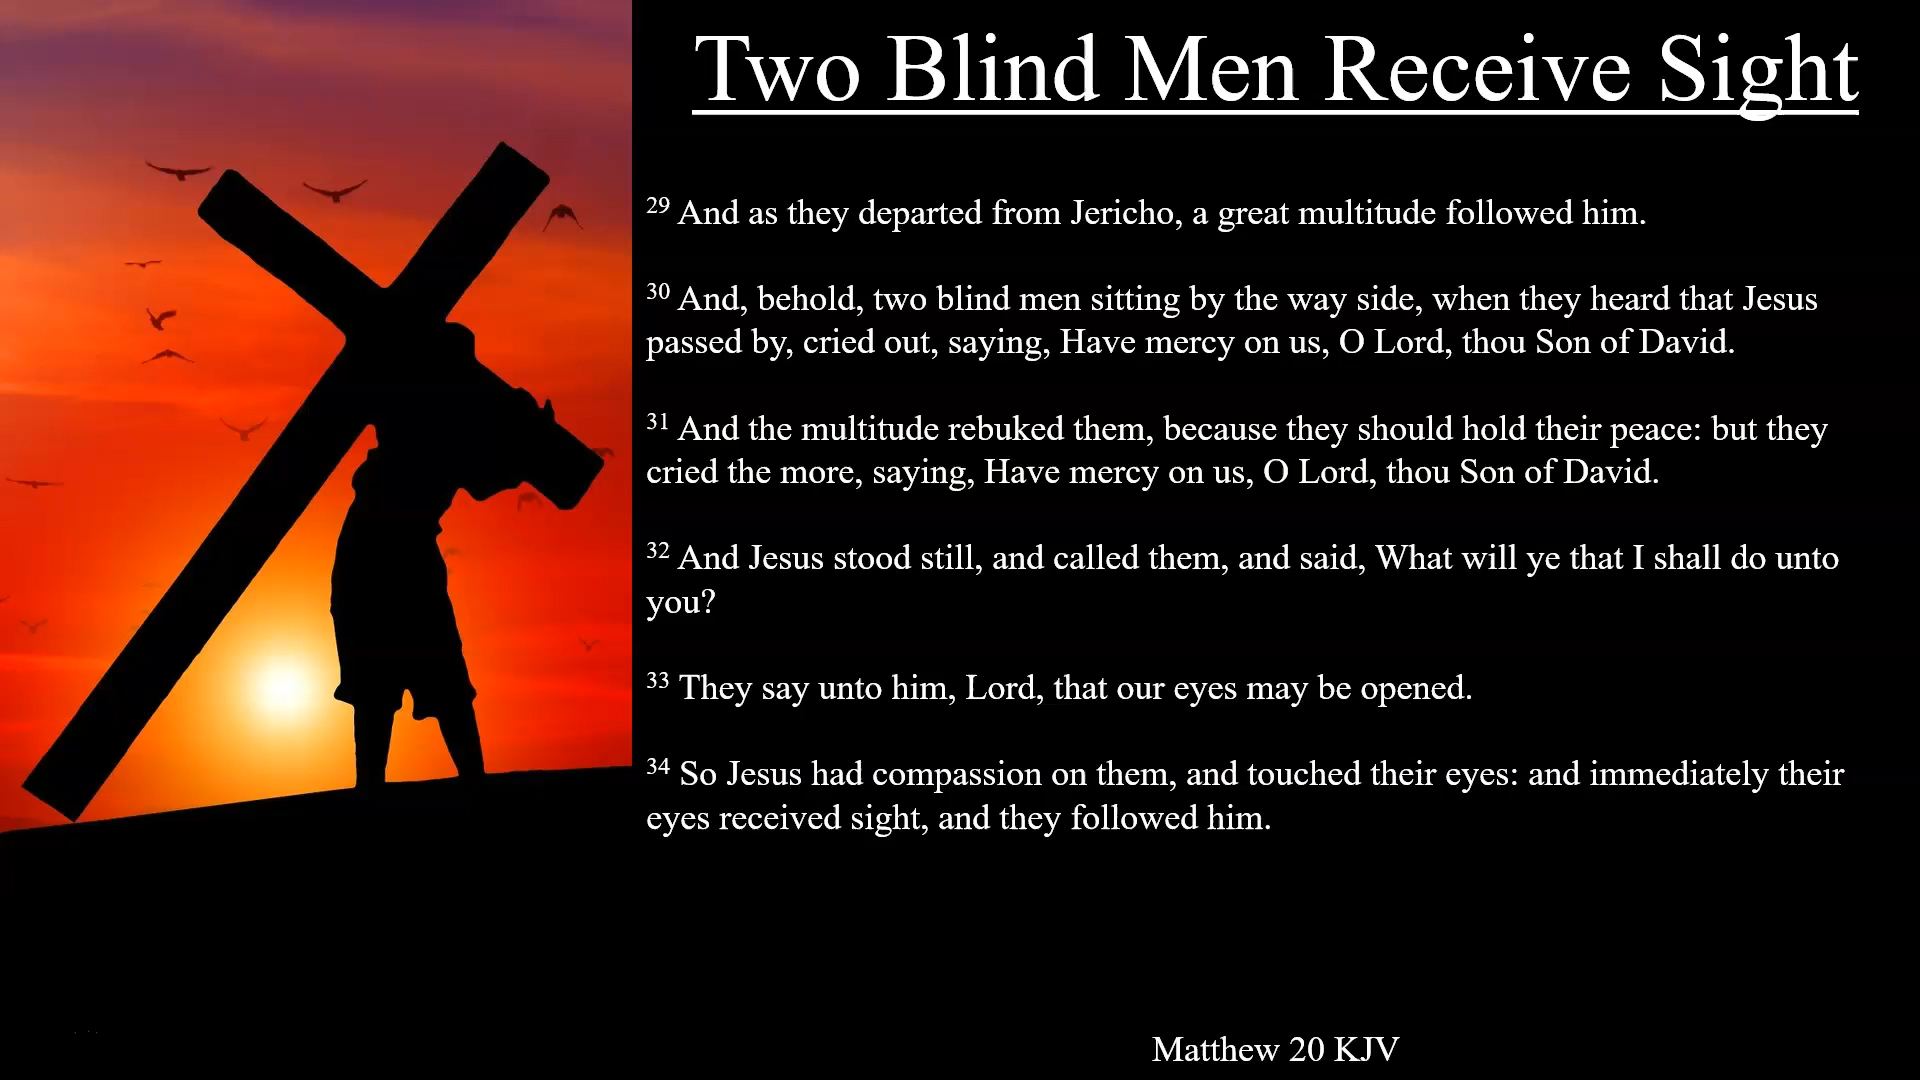 Two Blind Men Receive Sight
29 And as they departed from Jericho, a great multitude followed him.
30 And, behold, two blind men sitting by the way side, when they heard that Jesus
passed by, cried out, saying, Have mercy on us, O Lord, thou Son of David.
31 And the multitude rebuked them, because they should hold their peace: but they
cried the more, saying, Have mercy on us, O Lord, thou Son of David.
32 And Jesus stood still, and called them, and said, What will ye that I shall do unto
you?
33 They say unto him, Lord, that our eyes may be opened.
34 So Jesus had compassion on them, and touched their eyes: and immediately their
eyes received sight, and they followed him.
Matthew 20 KJV